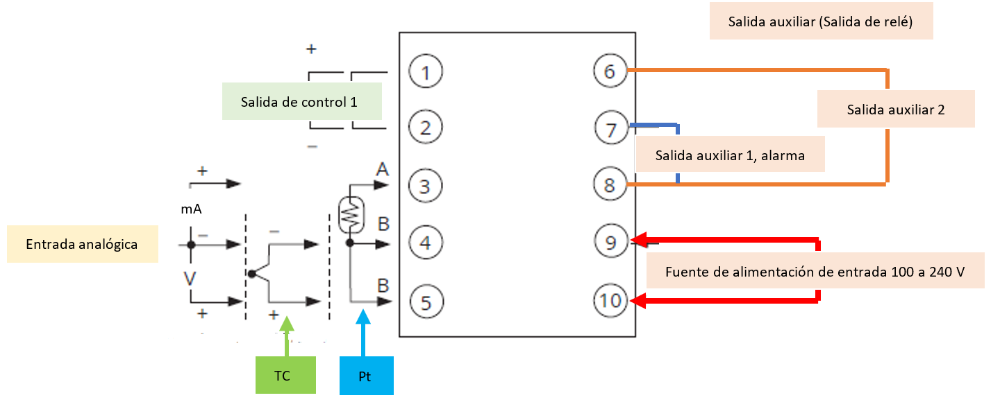 Salida auxiliar (Salida de relé)
+
1
6
Salida de control 1
Salida auxiliar 2
2
7
−
Salida auxiliar 1, alarma
+
A
3
8
mA
B
−
−
4
9
Entrada analógica
Fuente de alimentación de entrada 100 a 240 V
V
B
5
10
+
+
TC
Pt